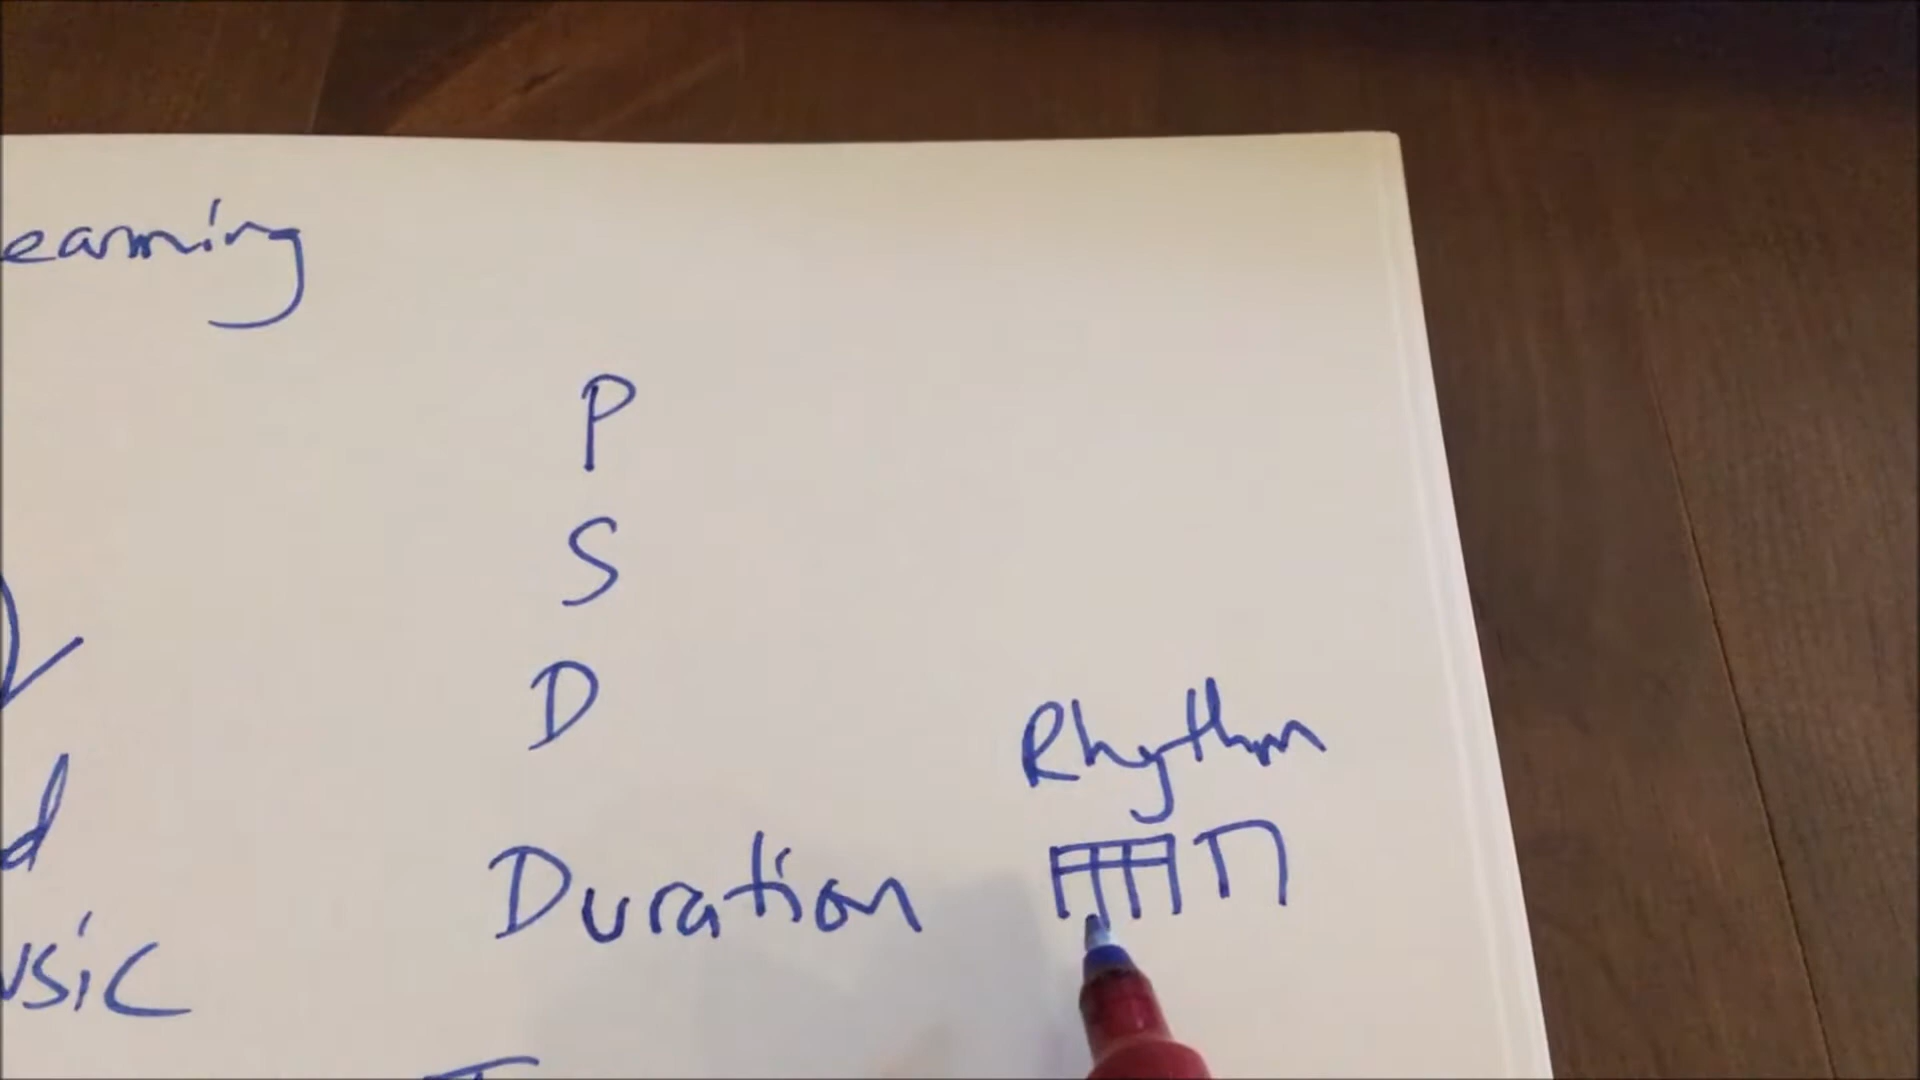 earning
P
S
D
Rhythm
d
Duration
usic